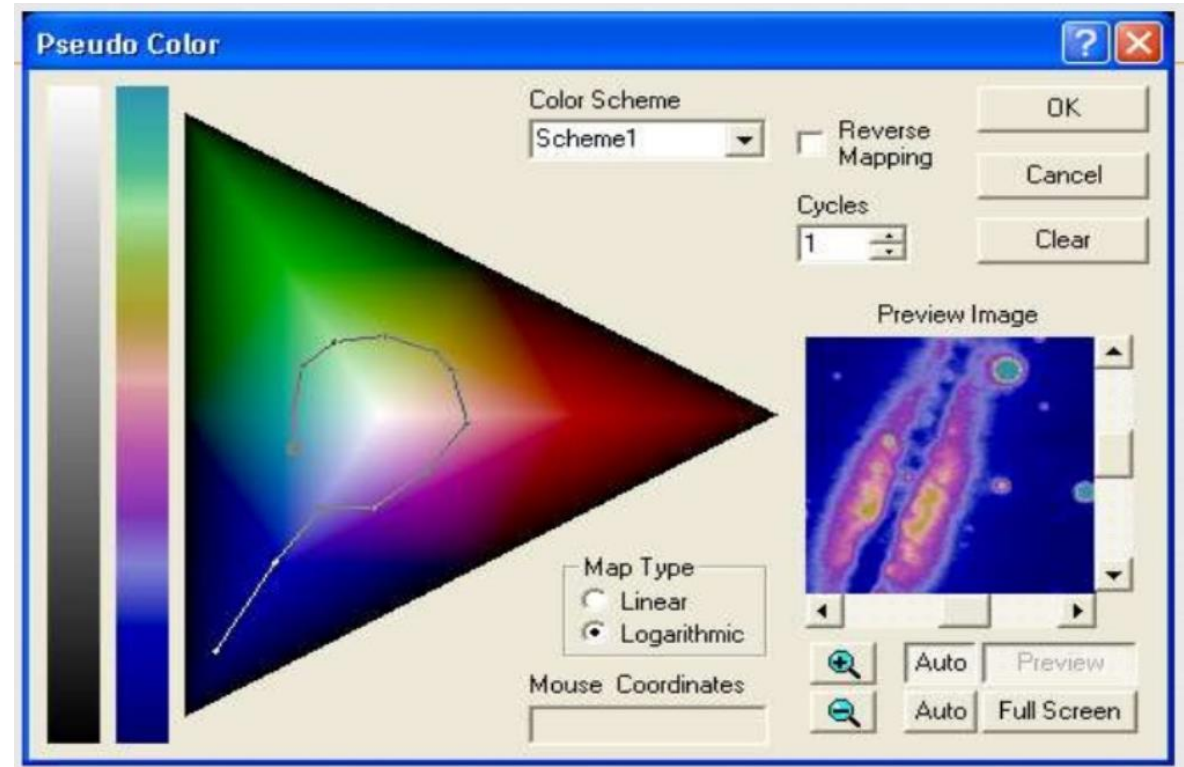 Pseudo Color
Color Scheme
Scheme1
Reverse
Mapping
Cycles
1
OK
Cancel
Clear
Preview Image
Map Type
Linear
Logarithmic
Mouse Coordinates
Auto
Preview
Auto
Full Screen